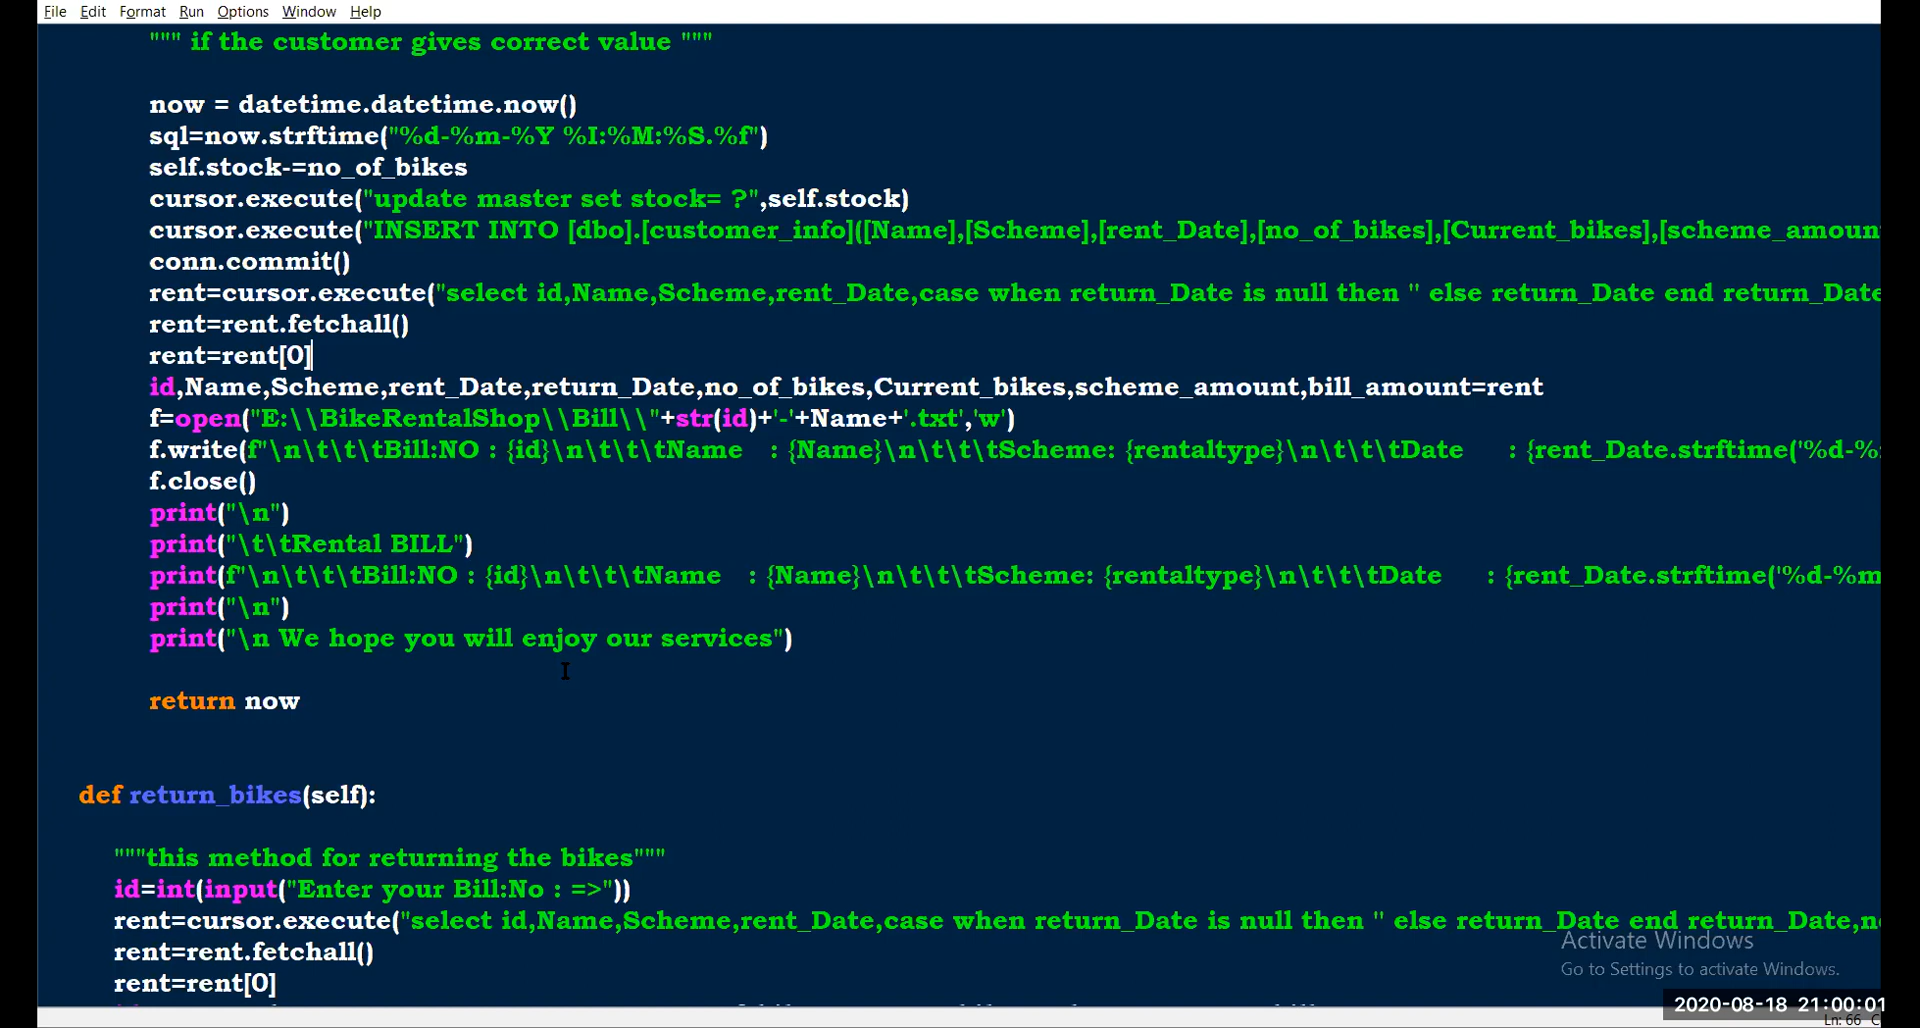 File Edit Format Run Options Window Help
""" if the customer gives correct value """
now = datetime.datetime.now()
sql=now.strftime("%d-%m-%Y %I:%M:%S.%f")
self.stock-=no_of_bikes
cursor.execute("update master set stock= ?",self.stock)
cursor.execute("INSERT INTO [dbo].[customer_info]([Name],[Scheme],[rent_Date],[no_of_bikes],[Current_bikes],[scheme_amoun
conn.commit()
rent=cursor.execute("select id,Name,Scheme,rent_Date,case when return_Date is null then '' else return_Date end return_Date
rent=rent.fetchall()
rent=rent[0]
id,Name,Scheme,rent_Date,return_Date,no_of_bikes,Current_bikes,scheme_amount,bill_amount=rent
f=open("E:\\BikeRentalShop\\Bill\\"+str(id)+'-'+Name+'.txt','w')
f.write(f"\n\t\t\tBill:NO : {id}\n\t\t\tName : {Name}\n\t\t\tScheme: {rentaltype}\n\t\t\tDate : {rent_Date.strftime('%d-%
f.close()
print("\n")
print("\t\tRental BILL")
print(f"\n\t\t\tBill:NO : {id}\n\t\t\tName : {Name}\n\t\t\tScheme: {rentaltype}\n\t\t\tDate : {rent_Date.strftime('%d-%m
print("\n")
print("\n We hope you will enjoy our services")
return now
def return_bikes(self):
"""this method for returning the bikes"""
id=int(input("Enter your Bill:No : =>"))
rent=cursor.execute("select id,Name,Scheme,rent_Date,case when return_Date is null then '' else return_Date end return_Date,n
rent=rent.fetchall()
rent=rent[0]
Activate Windows
Go to Settings to activate Windows.
2020-08-18 21:00:01
Ln: 66